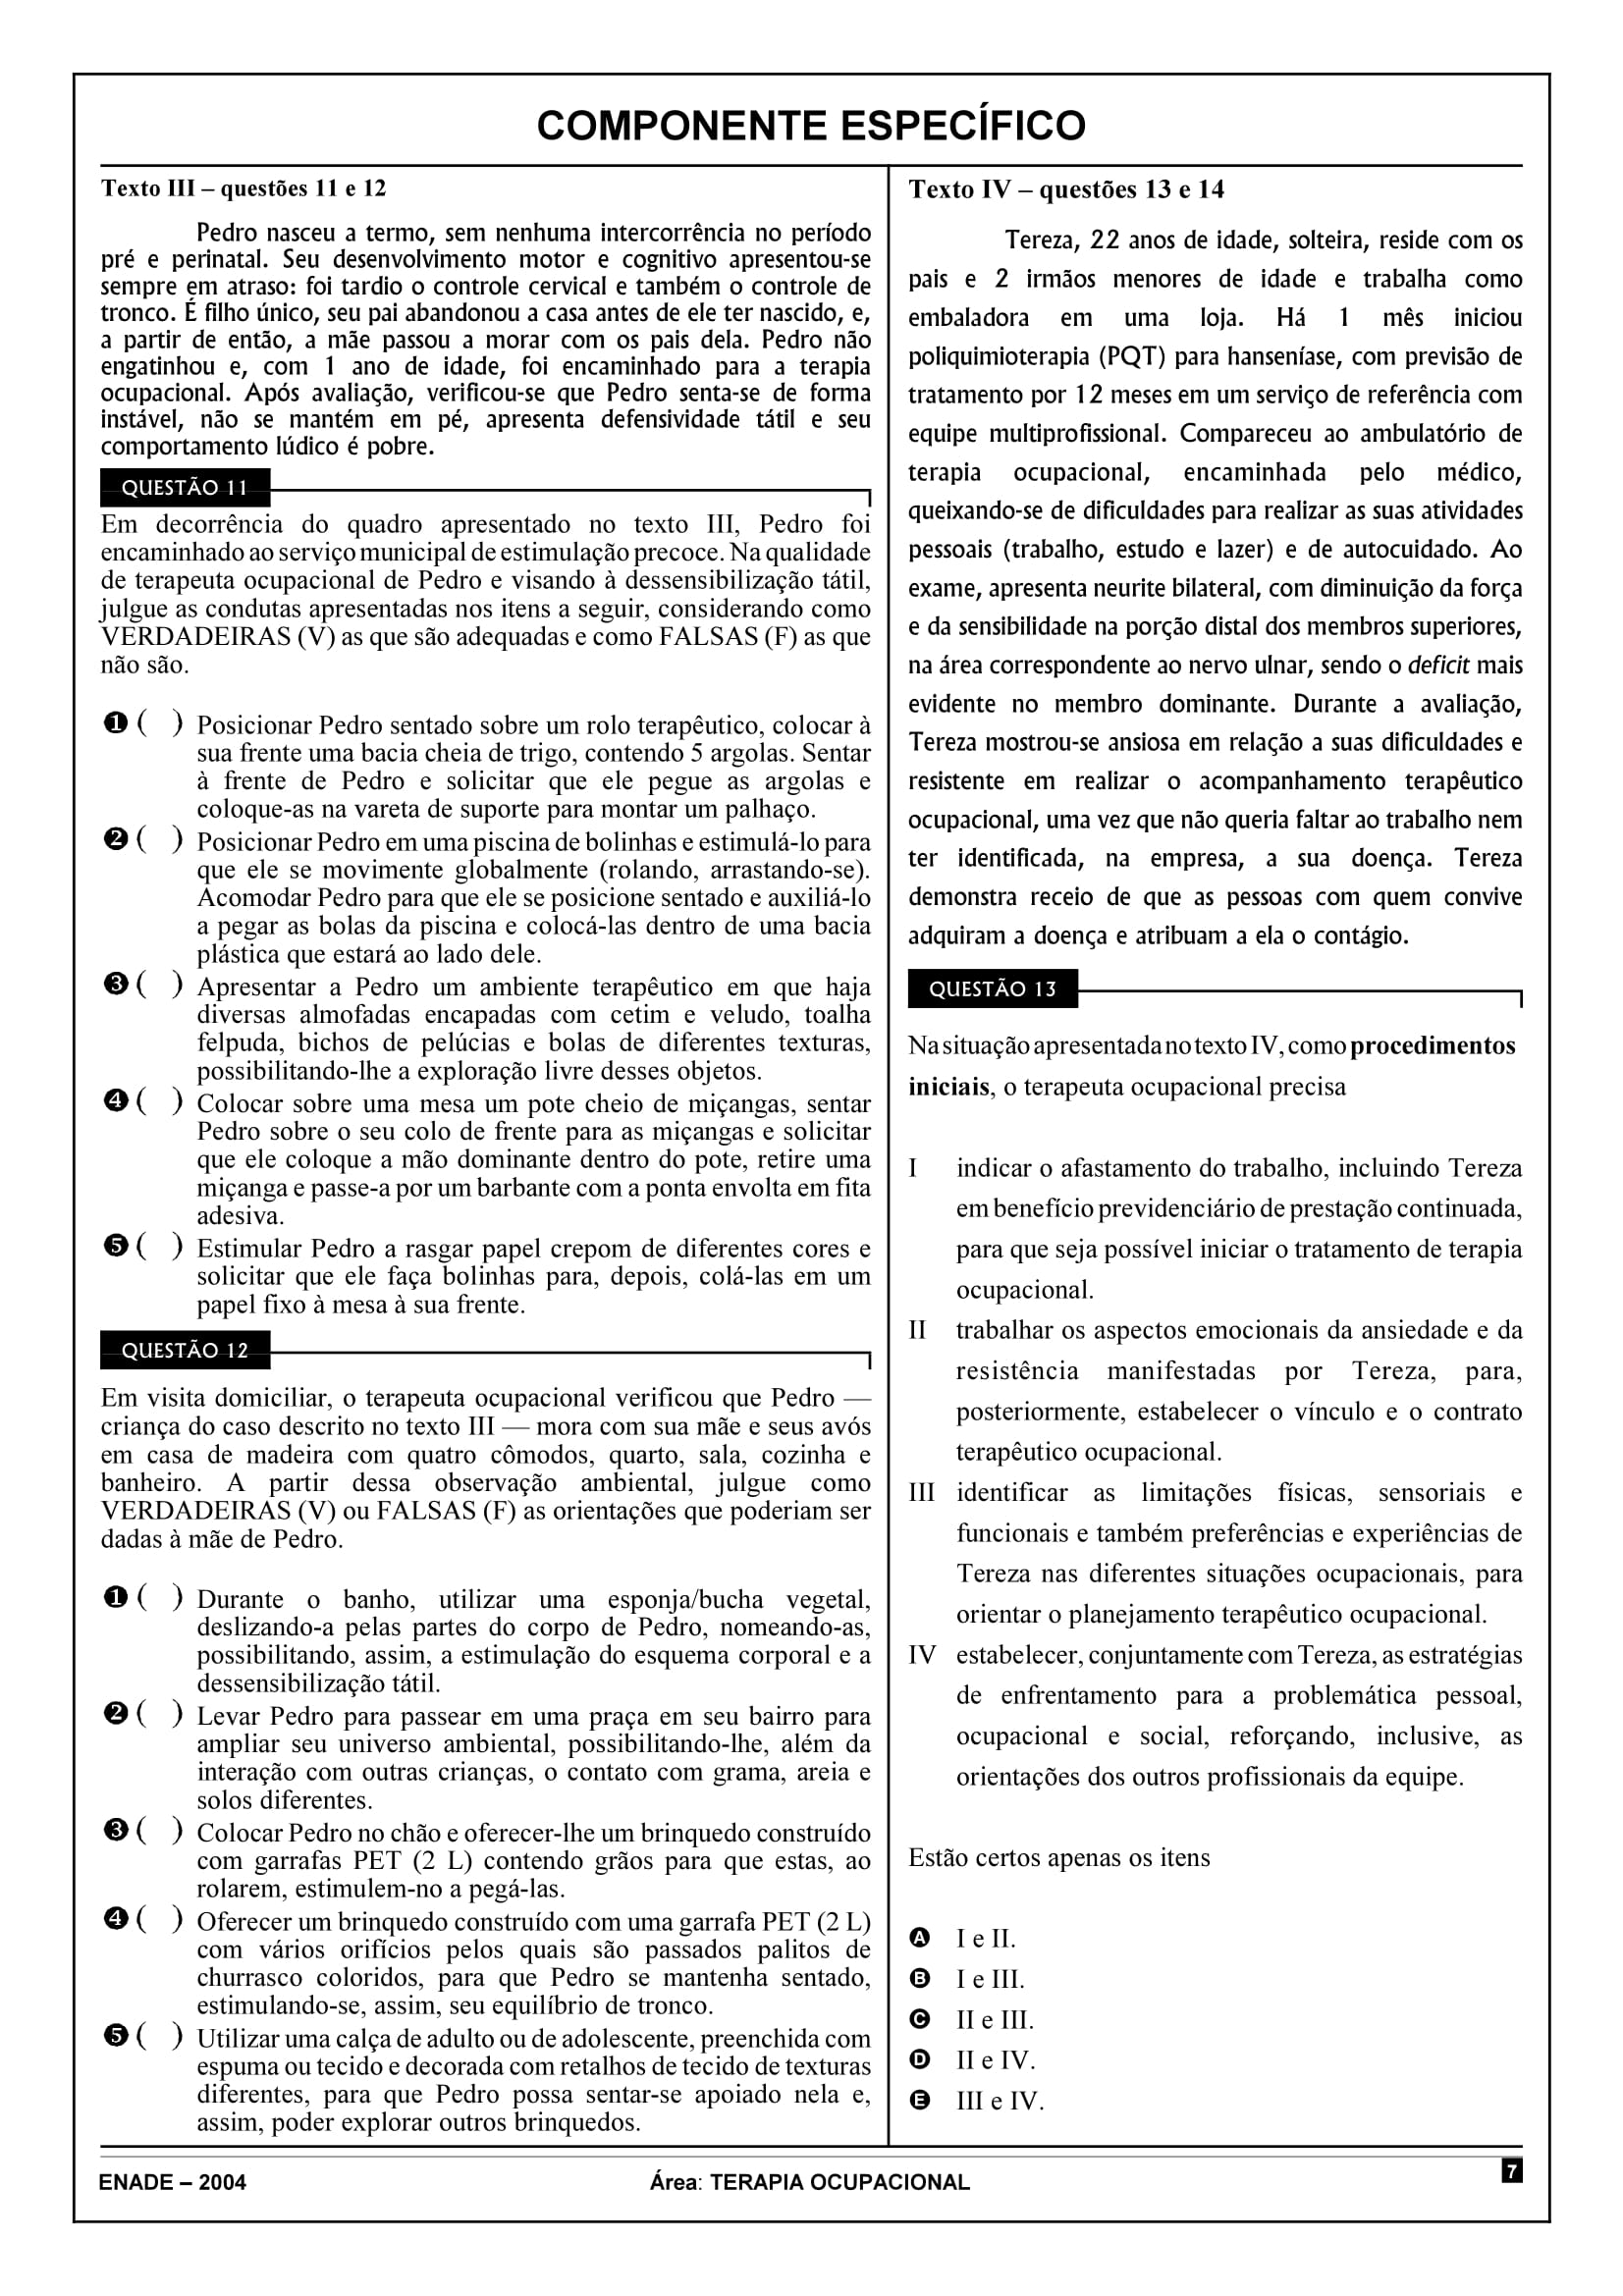 COMPONENTE ESPECÍFICO
Texto III – questões 11 e 12
Pedro nasceu a termo, sem nenhuma intercorrência no período
pré e perinatal. Seu desenvolvimento motor e cognitivo apresentou-se
sempre em atraso: foi tardio o controle cervical e também o controle de
tronco. É filho único, seu pai abandonou a casa antes de ele ter nascido, e,
a partir de então, a mãe passou a morar com os pais dela. Pedro não
engatinhou e, com 1 ano de idade, foi encaminhado para a terapia
ocupacional. Após avaliação, verificou-se que Pedro senta-se de forma
instável, não se mantém em pé, apresenta defensividade tátil e seu
comportamento lúdico é pobre.
QUESTÃO 11
Em decorrência do quadro apresentado no texto III, Pedro foi
encaminhado ao serviço municipal de estimulação precoce. Na qualidade
de terapeuta ocupacional de Pedro e visando à dessensibilização tátil,
julgue as condutas apresentadas nos itens a seguir, considerando como
VERDADEIRAS (V) as que são adequadas e como FALSAS (F) as que
não são.
❶ ( ) Posicionar Pedro sentado sobre um rolo terapêutico, colocar à
sua frente uma bacia cheia de trigo, contendo 5 argolas. Sentar
à frente de Pedro e solicitar que ele pegue as argolas e
coloque-as na vareta de suporte para montar um palhaço.
❷ ( ) Posicionar Pedro em uma piscina de bolinhas e estimulá-lo para
que ele se movimente globalmente (rolando, arrastando-se).
Acomodar Pedro para que ele se posicione sentado e auxiliá-lo
a pegar as bolas da piscina e colocá-las dentro de uma bacia
plástica que estará ao lado dele.
❸ ( ) Apresentar a Pedro um ambiente terapêutico em que haja
diversas almofadas encapadas com cetim e veludo, toalha
felpuda, bichos de pelúcias e bolas de diferentes texturas,
possibilitando-lhe a exploração livre desses objetos.
❹ ( ) Colocar sobre uma mesa um pote cheio de miçangas, sentar
Pedro sobre o seu colo de frente para as miçangas e solicitar
que ele coloque a mão dominante dentro do pote, retire uma
miçanga e passe-a por um barbante com a ponta envolta em fita
adesiva.
❺ ( ) Estimular Pedro a rasgar papel crepom de diferentes cores e
solicitar que ele faça bolinhas para, depois, colá-las em um
papel fixo à mesa à sua frente.
QUESTÃO 12
Em visita domiciliar, o terapeuta ocupacional verificou que Pedro —
criança do caso descrito no texto III — mora com sua mãe e seus avós
em casa de madeira com quatro cômodos, quarto, sala, cozinha e
banheiro. A partir dessa observação ambiental, julgue como
VERDADEIRAS (V) ou FALSAS (F) as orientações que poderiam ser
dadas à mãe de Pedro.
❶ ( ) Durante o banho, utilizar uma esponja/bucha vegetal,
deslizando-a pelas partes do corpo de Pedro, nomeando-as,
possibilitando, assim, a estimulação do esquema corporal e a
dessensibilização tátil.
❷ ( ) Levar Pedro para passear em uma praça em seu bairro para
ampliar seu universo ambiental, possibilitando-lhe, além da
interação com outras crianças, o contato com grama, areia e
solos diferentes.
❸ ( ) Colocar Pedro no chão e oferecer-lhe um brinquedo construído
com garrafas PET (2 L) contendo grãos para que estas, ao
rolarem, estimulem-no a pegá-las.
❹ ( ) Oferecer um brinquedo construído com uma garrafa PET (2 L)
com vários orifícios pelos quais são passados palitos de
churrasco coloridos, para que Pedro se mantenha sentado,
estimulando-se, assim, seu equilíbrio de tronco.
❺ ( ) Utilizar uma calça de adulto ou de adolescente, preenchida com
espuma ou tecido e decorada com retalhos de tecido de texturas
diferentes, para que Pedro possa sentar-se apoiado nela e,
assim, poder explorar outros brinquedos.
Texto IV – questões 13 e 14
Tereza, 22 anos de idade, solteira, reside com os
pais e 2 irmãos menores de idade e trabalha como
embaladora em uma loja. Há 1 mês iniciou
poliquimioterapia (PQT) para hanseníase, com previsão de
tratamento por 12 meses em um serviço de referência com
equipe multiprofissional. Compareceu ao ambulatório de
terapia ocupacional, encaminhada pelo médico,
queixando-se de dificuldades para realizar as suas atividades
pessoais (trabalho, estudo e lazer) e de autocuidado. Ao
exame, apresenta neurite bilateral, com diminuição da força
e da sensibilidade na porção distal dos membros superiores,
na área correspondente ao nervo ulnar, sendo o deficit mais
evidente no membro dominante. Durante a avaliação,
Tereza mostrou-se ansiosa em relação a suas dificuldades e
resistente em realizar o acompanhamento terapêutico
ocupacional, uma vez que não queria faltar ao trabalho nem
ter identificada, na empresa, a sua doença. Tereza
demonstra receio de que as pessoas com quem convive
adquiram a doença e atribuam a ela o contágio.
QUESTÃO 13
Na situação apresentada no texto IV, como procedimentos
iniciais, o terapeuta ocupacional precisa
I indicar o afastamento do trabalho, incluindo Tereza
em benefício previdenciário de prestação continuada,
para que seja possível iniciar o tratamento de terapia
ocupacional.
II trabalhar os aspectos emocionais da ansiedade e da
resistência manifestadas por Tereza, para,
posteriormente, estabelecer o vínculo e o contrato
terapêutico ocupacional.
III identificar as limitações físicas, sensoriais e
funcionais e também preferências e experiências de
Tereza nas diferentes situações ocupacionais, para
orientar o planejamento terapêutico ocupacional.
IV estabelecer, conjuntamente com Tereza, as estratégias
de enfrentamento para a problemática pessoal,
ocupacional e social, reforçando, inclusive, as
orientações dos outros profissionais da equipe.
Estão certos apenas os itens
A I e II.
B I e III.
C II e III.
D II e IV.
E III e IV.
ENADE – 2004
Área: TERAPIA OCUPACIONAL
7